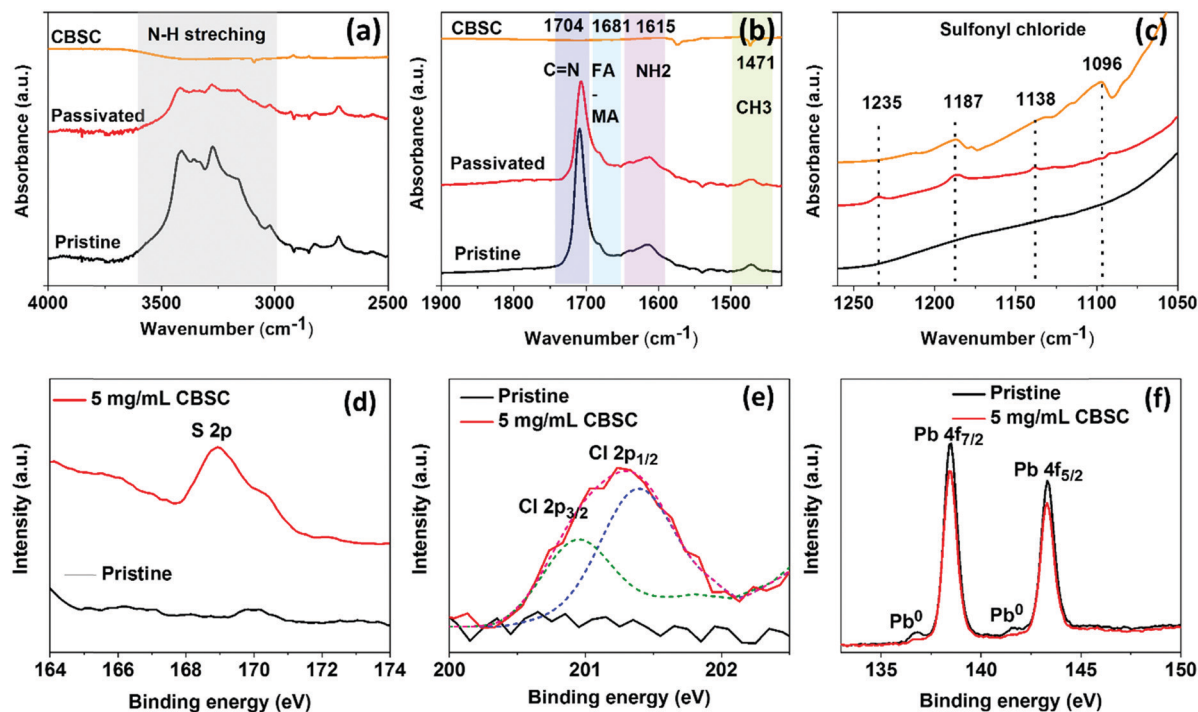 (a)
N-H streching
CBSC
Passivated
Pristine
Absorbance (a.u.)
4000 3500 3000 2500
Wavenumber (cm⁻¹)
(b)
CBSC
1704 1681 1615
1471
C=N FA
-
MA
NH2
CH3
Passivated
Pristine
Absorbance (a.u.)
1900 1800 1700 1600 1500
Wavenumber (cm⁻¹)
(c)
Sulfonyl chloride
1235 1187 1138 1096
Absorbance (a.u.)
1250 1200 1150 1100 1050
Wavenumber (cm⁻¹)
(d)
5 mg/mL CBSC
S 2p
Pristine
Intensity (a.u.)
164 166 168 170 172 174
Binding energy (eV)
(e)
Pristine
5 mg/mL CBSC
Cl 2p1/2
Cl 2p3/2
Intensity (a.u.)
200 201 202
Binding energy (eV)
(f)
Pristine
5 mg/mL CBSC
Pb 4f7/2
Pb 4f5/2
Pb⁰ Pb⁰
Intensity (a.u.)
135 140 145 150
Binding energy (eV)